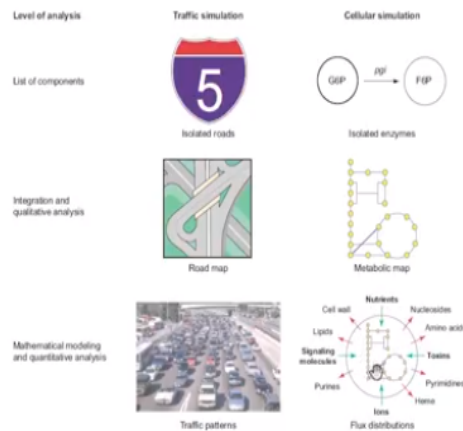 Level of analysis
Traffic simulation
Cellular simulation
List of components
5
G6P
pgi
F6P
Isolated roads
Isolated enzymes
Integration and
qualitative analysis
Road map
Metabolic map
Mathematical modeling
and quantitative analysis
Nutrients
Cell wall
Nucleosides
Lipids
Amino acid
Signaling
molecules
Toxins
Purines
Pyrimidines
Heme
Ions
Traffic patterns
Flux distributions